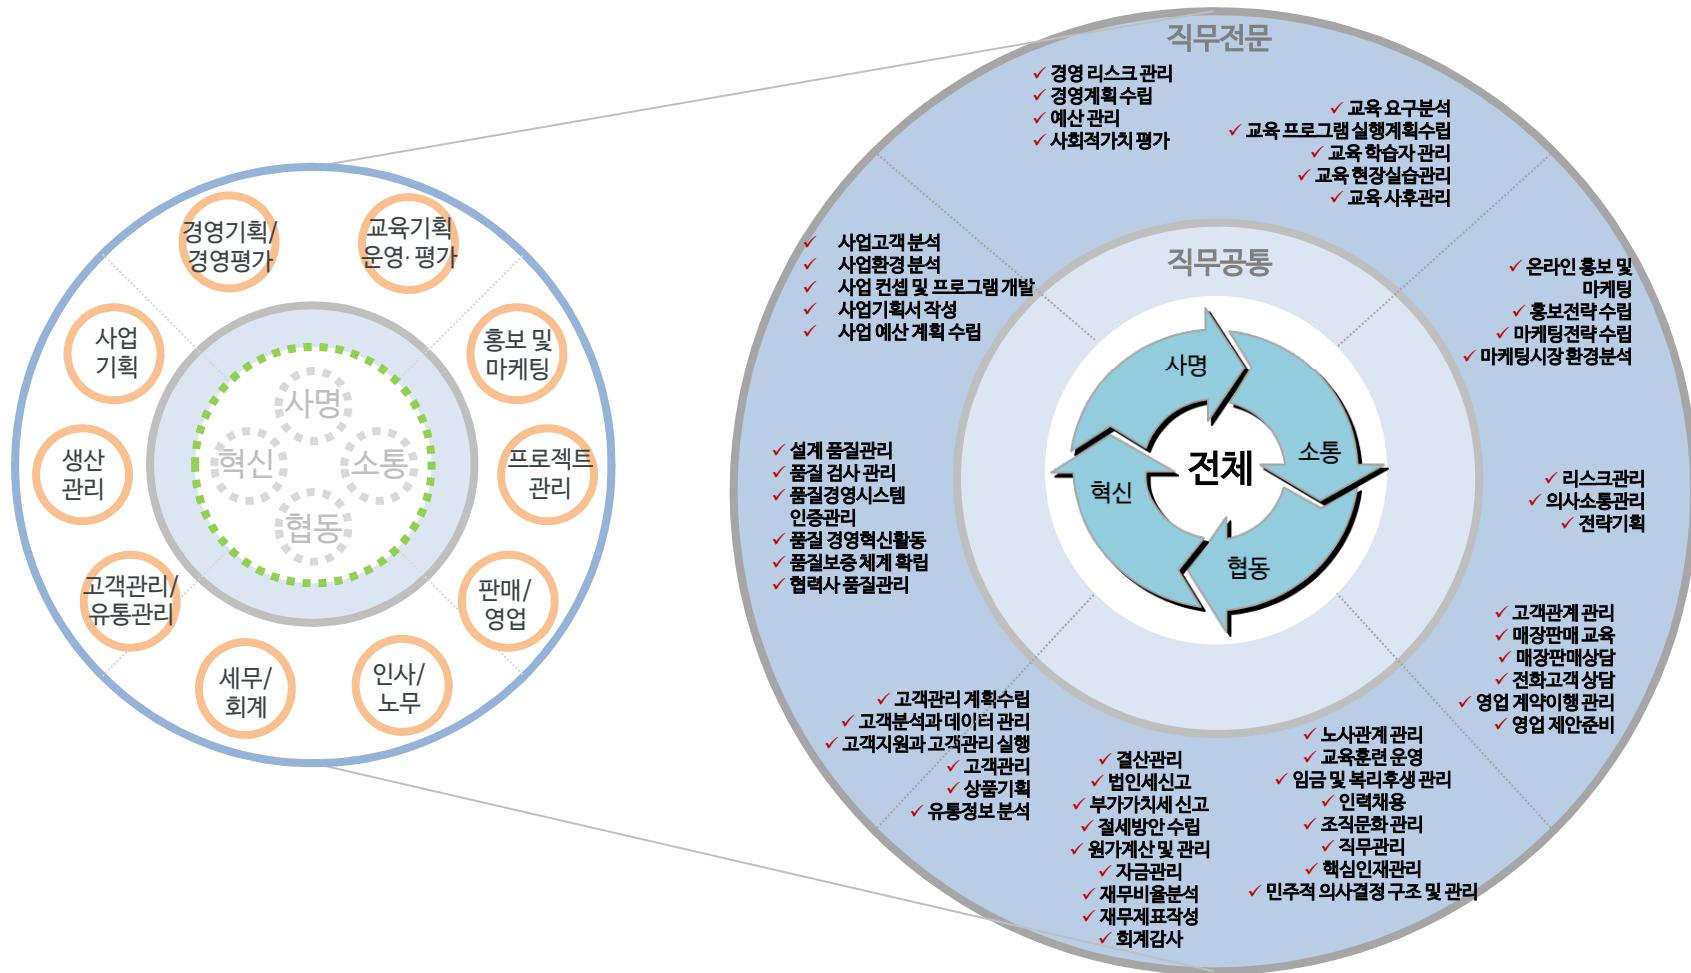 경영기획/
경영평가
교육기획
운영·평가
사업
기획
홍보 및
마케팅
생산
관리
프로젝트
관리
고객관리/
유통관리
판매/
영업
세무/
회계
인사/
노무
사명
혁신
소통
협동
직무전문
✓ 경영 리스크 관리
✓ 경영계획 수립
✓ 예산 관리
✓ 사회적가치 평가
✓ 교육 요구분석
✓ 교육 프로그램 실행계획수립
✓ 교육 학습자 관리
✓ 교육 현장실습관리
✓ 교육 사후관리
✓ 사업고객 분석
✓ 사업환경 분석
✓ 사업 컨셉 및 프로그램 개발
✓ 사업기획서 작성
✓ 사업 예산 계획 수립
✓ 온라인 홍보 및
마케팅
✓ 홍보전략 수립
✓ 마케팅전략 수립
✓ 마케팅시장 환경분석
✓ 설계 품질관리
✓ 품질 검사 관리
✓ 품질경영시스템
인증관리
✓ 품질 경영혁신활동
✓ 품질보증 체계 확립
✓ 협력사 품질관리
✓ 리스크관리
✓ 의사소통관리
✓ 전략기획
✓ 고객관리 계획수립
✓ 고객분석과 데이터 관리
✓ 고객지원과 고객관리 실행
✓ 고객관리
✓ 상품기획
✓ 유통정보 분석
✓ 고객관계 관리
✓ 매장판매 교육
✓ 매장판매상담
✓ 전화고객 상담
✓ 영업 계약이행 관리
✓ 영업 제안준비
✓ 결산관리
✓ 법인세신고
✓ 부가가치세 신고
✓ 절세방안 수립
✓ 원가계산 및 관리
✓ 자금관리
✓ 재무비율분석
✓ 재무제표작성
✓ 회계감사
✓ 노사관계 관리
✓ 교육훈련 운영
✓ 임금 및 복리후생 관리
✓ 인력채용
✓ 조직문화 관리
✓ 직무관리
✓ 핵심인재관리
✓ 민주적 의사결정 구조 및 관리
직무공통
사명
소통
전체
혁신
협동